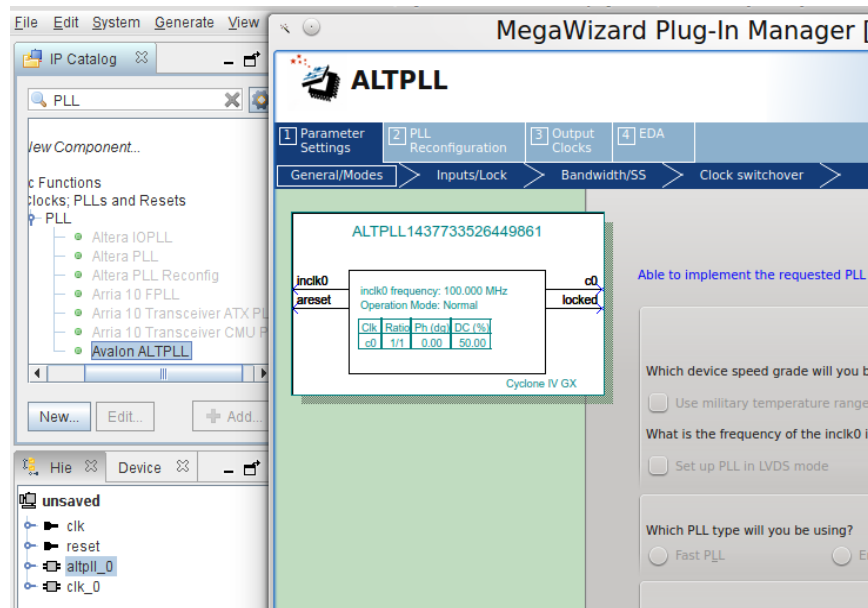 File Edit System Generate View
MegaWizard Plug-In Manager [
IP Catalog
ALTPLL
PLL
1 Parameter Settings
2 PLL Reconfiguration
3 Output Clocks
4 EDA
General/Modes
Inputs/Lock
Bandwidth/SS
Clock switchover
New Component...
c Functions
Clocks; PLLs and Resets
PLL
Altera IOPLL
Altera PLL
Altera PLL Reconfig
Arria 10 FPLL
Arria 10 Transceiver ATX PL
Arria 10 Transceiver CMU P
Avalon ALTPLL
New...
Edit...
Add...
Hie
Device
unsaved
clk
reset
altpll_0
clk_0
ALTPLL1437733526449861
inclk0
areset
inclk0 frequency: 100.000 MHz
Operation Mode: Normal
Clk Ratio Ph (dg) DC (%)
c0 1/1 0.00 50.00
c0
locked
Cyclone IV GX
Able to implement the requested PLL
Which device speed grade will you b
Use military temperature range
What is the frequency of the inclk0 i
Set up PLL in LVDS mode
Which PLL type will you be using?
Fast PLL